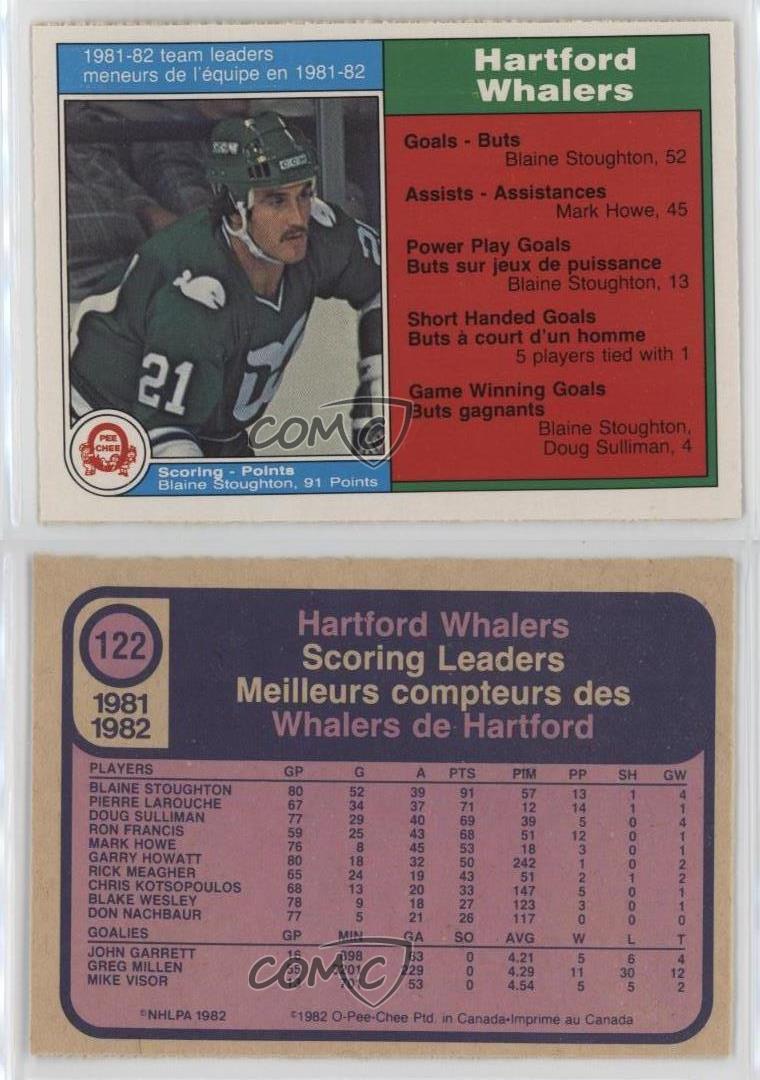 1981-82 team leaders
meneurs de l'équipe en 1981-82
Hartford
Whalers
Goals - Buts
Blaine Stoughton, 52
Assists - Assistances
Mark Howe, 45
Power Play Goals
Buts sur jeux de puissance
Blaine Stoughton, 13
Short Handed Goals
Buts à court d'un homme
5 players tied with 1
Game Winning Goals
Buts gagnants
Blaine Stoughton,
Doug Sulliman, 4
CCM
21
21
COMC
O
PEE
CHEE
Scoring - Points
Blaine Stoughton, 91 Points
122
1981
1982
Hartford Whalers
Scoring Leaders
Meilleurs compteurs des
Whalers de Hartford
PLAYERS GP G A PTS PIM PP SH GW
BLAINE STOUGHTON 80 52 39 91 57 13 1 4
PIERRE LAROUCHE 67 34 37 71 12 14 1 1
DOUG SULLIMAN 77 29 40 69 39 5 0 4
RON FRANCIS 59 25 43 68 51 12 0 1
MARK HOWE 76 8 45 53 18 3 0 1
GARRY HOWATT 80 18 32 50 242 1 0 2
RICK MEAGHER 65 24 19 43 51 2 1 2
CHRIS KOTSOPOULOS 68 13 20 33 147 5 0 1
BLAKE WESLEY 78 9 18 27 123 3 0 1
DON NACHBAUR 77 5 21 26 117 0 0 0
GOALIES GP MIN GA SO AVG W L T
JOHN GARRETT 16 898 63 0 4.21 5 6 4
GREG MILLEN 55 3201 229 0 4.29 11 30 12
MIKE VISOR 701 53 0 4.54 5 5 2
COMC
©NHLPA 1982 ©1982 O-Pee-Chee Ptd. in Canada•Imprime au Canada